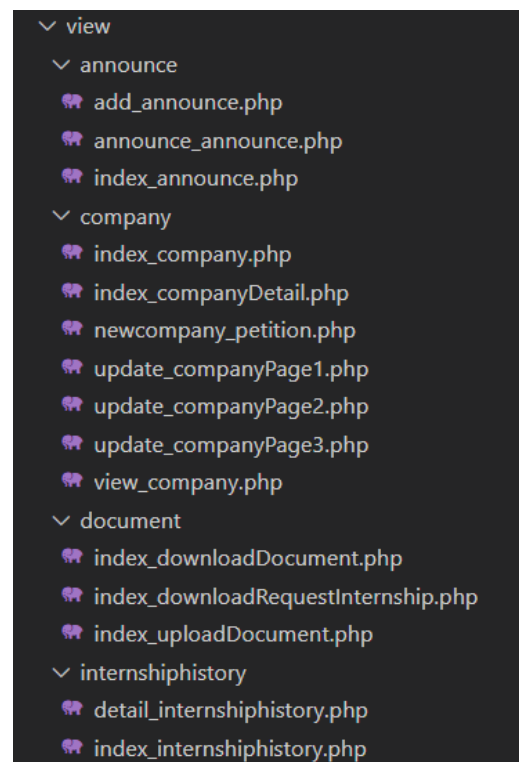 view
announce
add_announce.php
announce_announce.php
index_announce.php
company
index_company.php
index_companyDetail.php
newcompany_petition.php
update_companyPage1.php
update_companyPage2.php
update_companyPage3.php
view_company.php
document
index_downloadDocument.php
index_downloadRequestInternship.php
index_uploadDocument.php
internshiphistory
detail_internshiphistory.php
index_internshiphistory.php